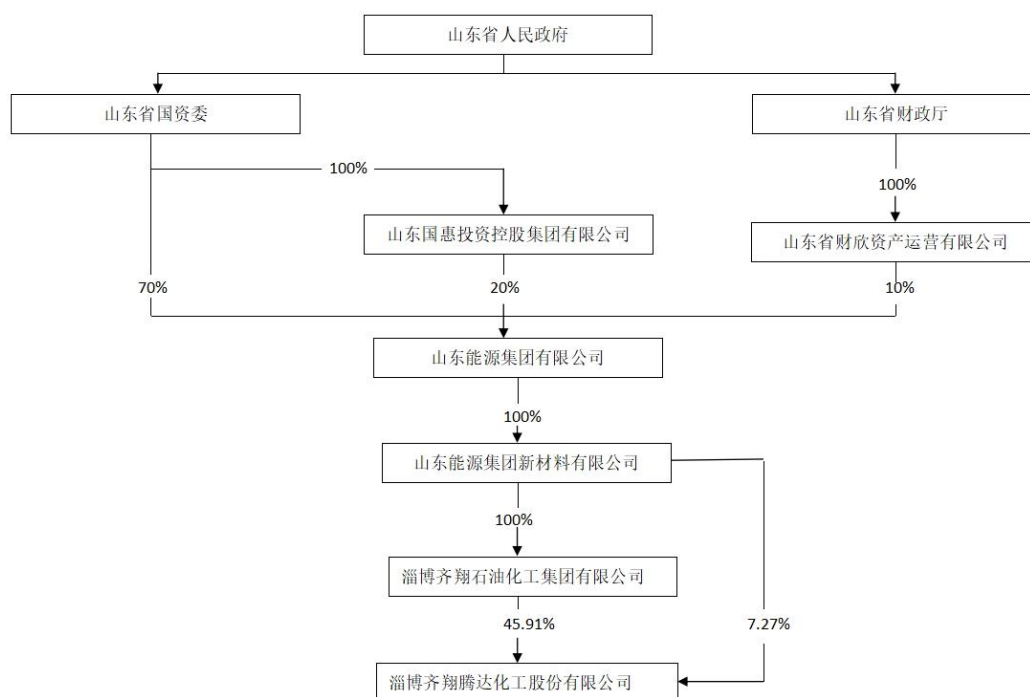 山东省人民政府
山东省国资委
山东省财政厅
100%
100%
山东国惠投资控股集团有限公司
山东省财欣资产运营有限公司
70%
20%
10%
山东能源集团有限公司
100%
山东能源集团新材料有限公司
100%
淄博齐翔石油化工集团有限公司
45.91%
7.27%
淄博齐翔腾达化工股份有限公司